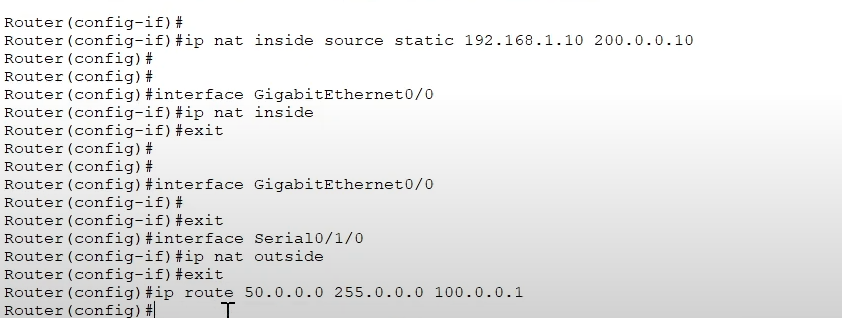 Router(config-if)#
Router(config-if)#ip nat inside source static 192.168.1.10 200.0.0.10
Router(config)#
Router(config)#
Router(config)#interface GigabitEthernet0/0
Router(config-if)#ip nat inside
Router(config-if)#exit
Router(config)#
Router(config)#
Router(config)#interface GigabitEthernet0/0
Router(config-if)#
Router(config-if)#exit
Router(config)#interface Serial0/1/0
Router(config-if)#ip nat outside
Router(config-if)#exit
Router(config)#ip route 50.0.0.0 255.0.0.0 100.0.0.1
Router(config)#